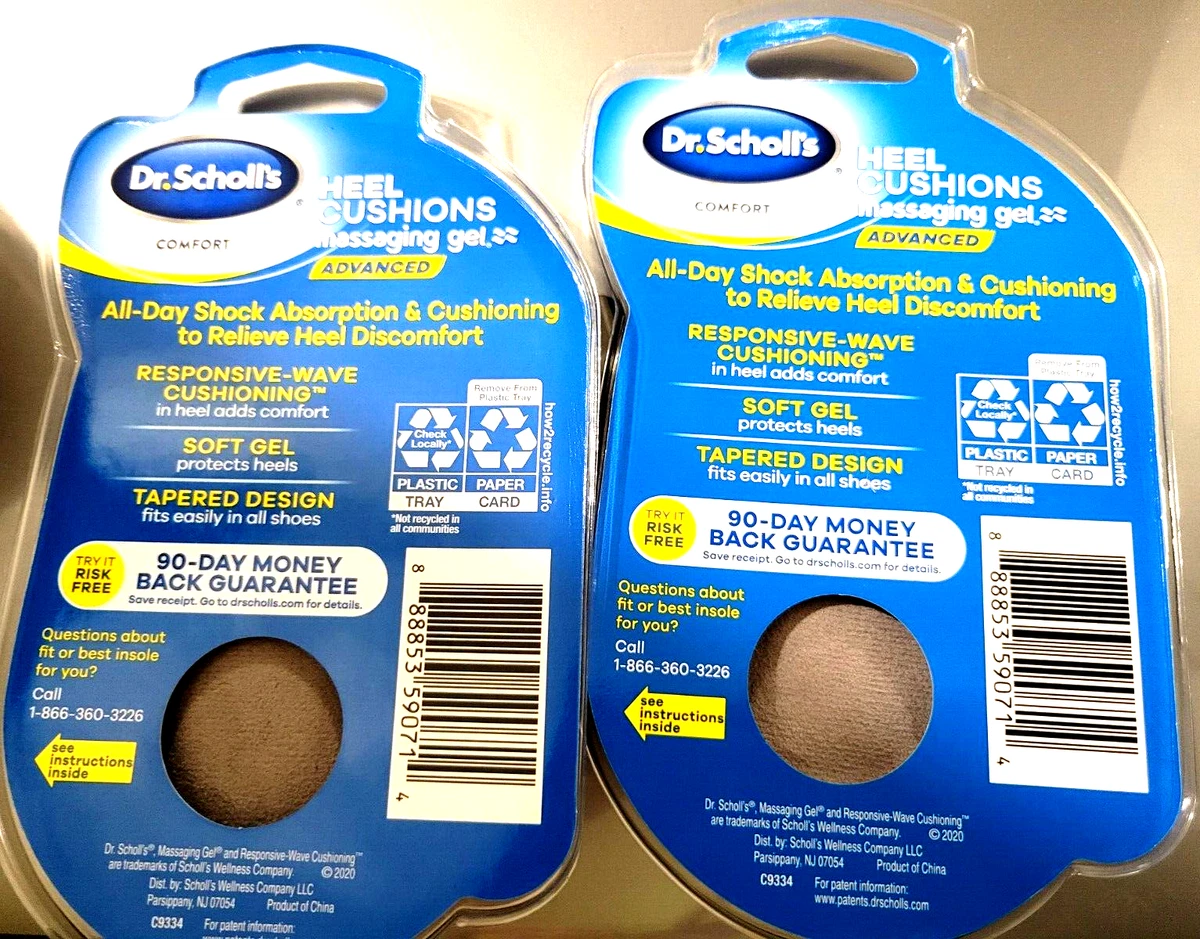 Dr.Scholl's®
COMFORT
HEEL
CUSHIONS
massaging gel®
ADVANCED
All-Day Shock Absorption & Cushioning
to Relieve Heel Discomfort
RESPONSIVE-WAVE
CUSHIONING™
in heel adds comfort
SOFT GEL
protects heels
TAPERED DESIGN
fits easily in all shoes
Remove From
Plastic Tray
Check
Locally*
PLASTIC PAPER
TRAY CARD
how2recycle.info
*Not recycled in
all communities
TRY IT
RISK
FREE
90-DAY MONEY
BACK GUARANTEE
Save receipt. Go to drscholls.com for details.
Questions about
fit or best insole
for you?
Call
1-866-360-3226
see
instructions
inside
8 88853 59071 4
Dr. Scholl's®, Massaging Gel® and Responsive-Wave Cushioning™
are trademarks of Scholl's Wellness Company. © 2020
Dist. by: Scholl's Wellness Company LLC
Parsippany, NJ 07054 Product of China
C9334 For patent information:
Dr.Scholl's®
COMFORT
HEEL
CUSHIONS
massaging gel®
ADVANCED
All-Day Shock Absorption & Cushioning
to Relieve Heel Discomfort
RESPONSIVE-WAVE
CUSHIONING™
in heel adds comfort
SOFT GEL
protects heels
TAPERED DESIGN
fits easily in all shoes
Remove From
Plastic Tray
Check
Locally*
PLASTIC PAPER
TRAY CARD
how2recycle.info
*Not recycled in
all communities
TRY IT
RISK
FREE
90-DAY MONEY
BACK GUARANTEE
Save receipt. Go to drscholls.com for details.
Questions about
fit or best insole
for you?
Call
1-866-360-3226
see
instructions
inside
8 88853 59071 4
Dr. Scholl's®, Massaging Gel® and Responsive-Wave Cushioning™
are trademarks of Scholl's Wellness Company. © 2020
Dist. by: Scholl's Wellness Company LLC
Parsippany, NJ 07054 Product of China
C9334 For patent information:
www.patents.drscholls.com